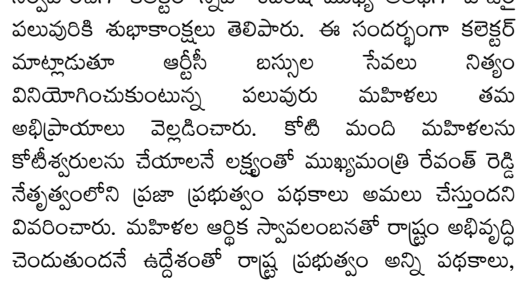 పలువురికి శుభాకాంక్షలు తెలిపారు. ఈ సందర్భంగా కలెక్టర్
మాట్లాడుతూ ఆర్టీసీ బస్సుల సేవలు నిత్యం
వినియోగించుకుంటున్న పలువురు మహిళలు తమ
అభిప్రాయాలు వెల్లడించారు. కోటి మంది మహిళలను
కోటీశ్వరులను చేయాలనే లక్ష్యంతో ముఖ్యమంత్రి రేవంత్ రెడ్డి
నేతృత్వంలోని ప్రజా ప్రభుత్వం పథకాలు అమలు చేస్తుందని
వివరించారు. మహిళల ఆర్థిక స్వావలంబనతో రాష్ట్రం అభివృద్ధి
చెందుతుందనే ఉద్దేశంతో రాష్ట్ర ప్రభుత్వం అన్ని పథకాలు,